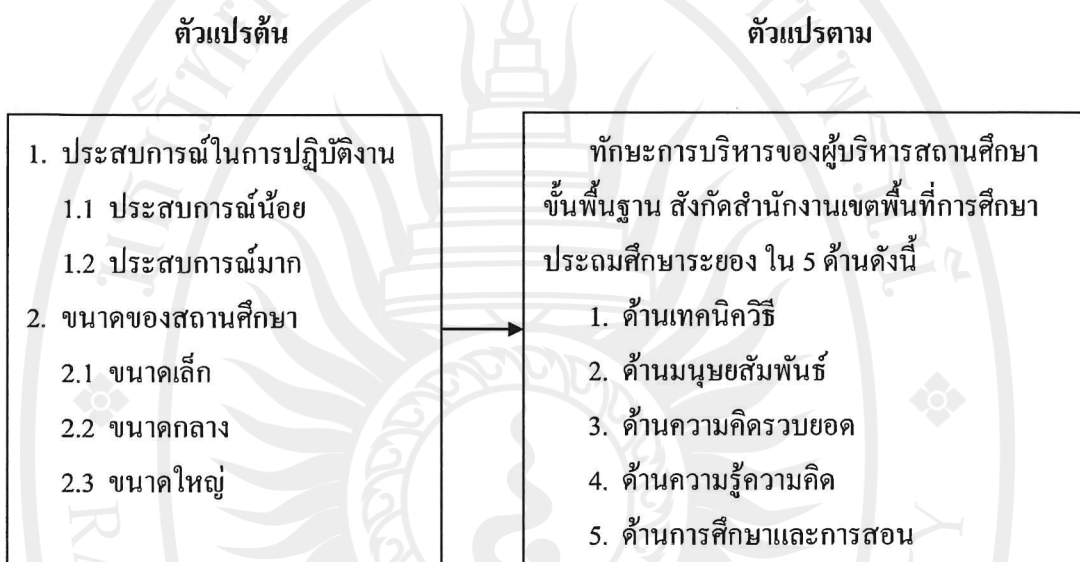 ตัวแปรต้น
ตัวแปรตาม
1. ประสบการณ์ในการปฏิบัติงาน
1.1 ประสบการณ์น้อย
1.2 ประสบการณ์มาก
2. ขนาดของสถานศึกษา
2.1 ขนาดเล็ก
2.2 ขนาดกลาง
2.3 ขนาดใหญ่
ทักษะการบริหารของผู้บริหารสถานศึกษา
ขั้นพื้นฐาน สังกัดสำนักงานเขตพื้นที่การศึกษา
ประถมศึกษาระยอง ใน 5 ด้านดังนี้
1. ด้านเทคนิควิธี
2. ด้านมนุษยสัมพันธ์
3. ด้านความคิดรวบยอด
4. ด้านความรู้ความคิด
5. ด้านการศึกษาและการสอน